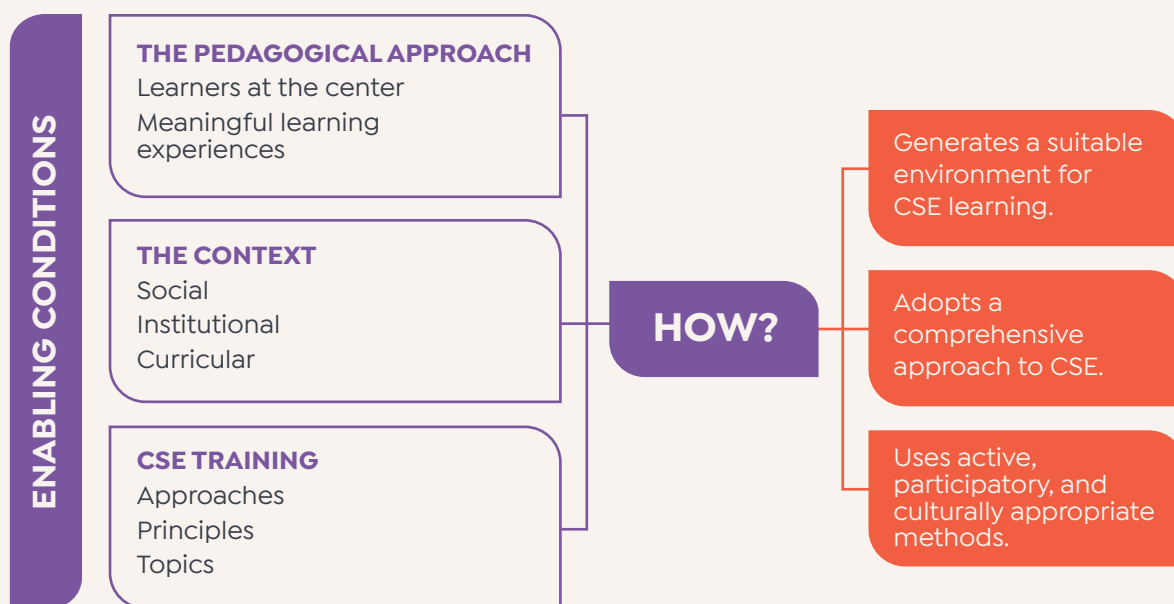 ENABLING CONDITIONS
THE PEDAGOGICAL APPROACH
Learners at the center
Meaningful learning
experiences
THE CONTEXT
Social
Institutional
Curricular
CSE TRAINING
Approaches
Principles
Topics
HOW?
Generates a suitable
environment for
CSE learning.
Adopts a
comprehensive
approach to CSE.
Uses active,
participatory, and
culturally appropriate
methods.